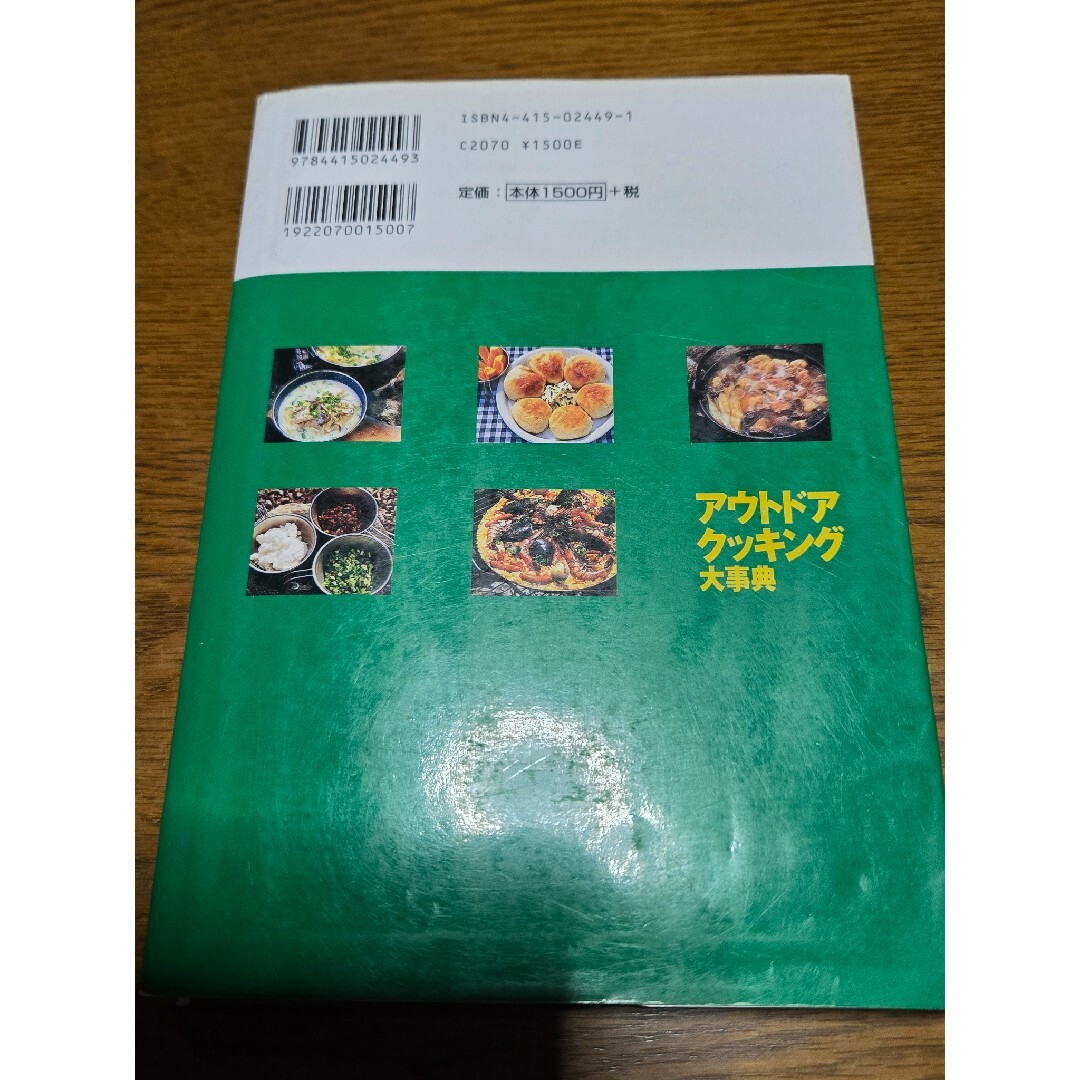 ISBN4-415-02449-1
9784415024493
C2070 ¥1500E
定価：本体1500円+税
1922070015007
アウトドア
クッキング
大事典